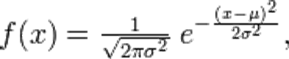 f(x) = \frac{1}{\sqrt{2\pi\sigma^2}} e^{-\frac{(x-\mu)^2}{2\sigma^2}},